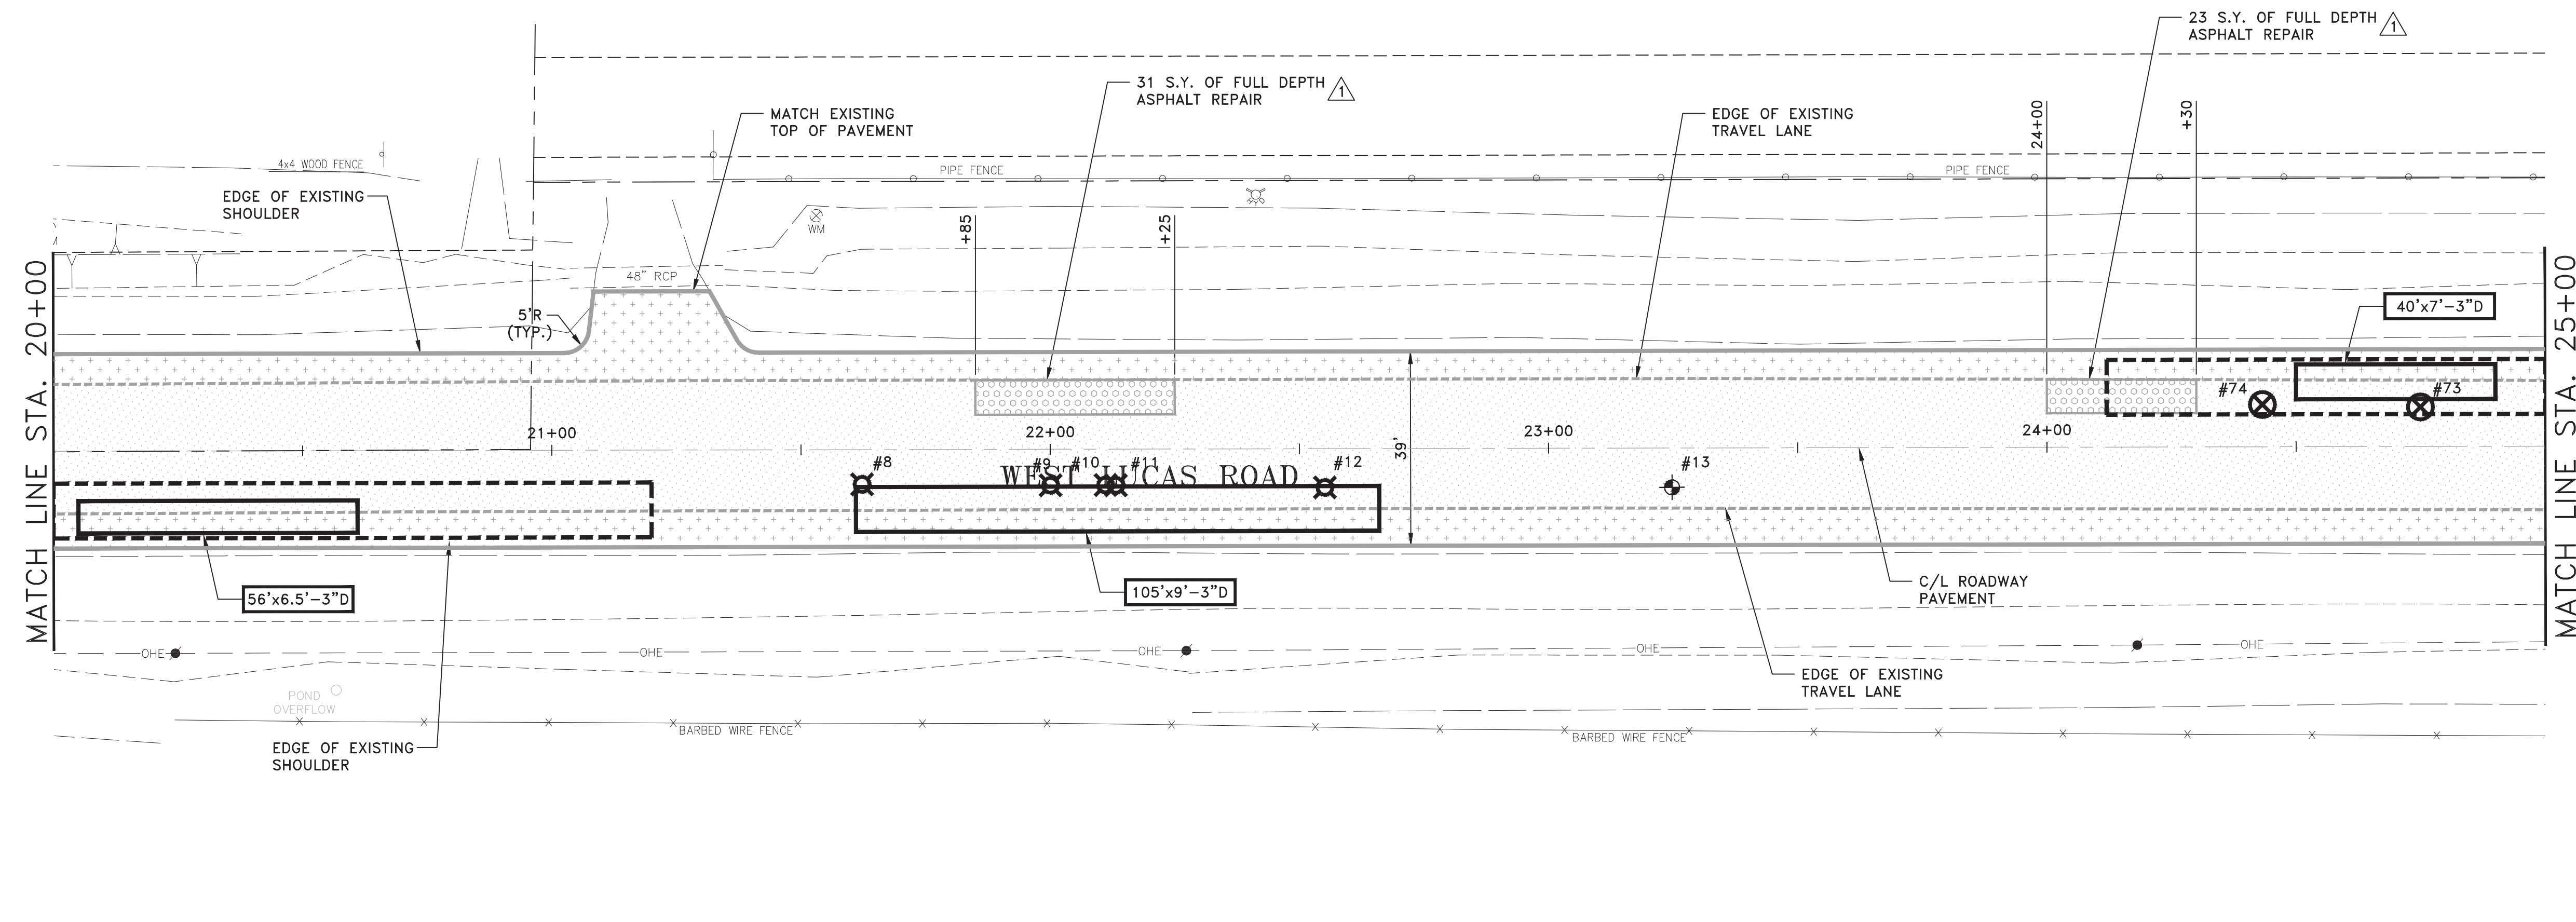 23 S.Y. OF FULL DEPTH
ASPHALT REPAIR
1
31 S.Y. OF FULL DEPTH
ASPHALT REPAIR
1
MATCH EXISTING
TOP OF PAVEMENT
EDGE OF EXISTING
TRAVEL LANE
24+00
+30
4x4 WOOD FENCE
PIPE FENCE
PIPE FENCE
EDGE OF EXISTING
SHOULDER
WM
+85
+25
48" RCP
5'R
(TYP.)
40'x7'-3"D
MATCH LINE STA. 20+00
MATCH LINE STA. 25+00
#74
#73
21+00
22+00
23+00
24+00
39'
#8
#9
#10
#11
#12
#13
WEST LUCAS ROAD
56'x6.5'-3"D
105'x9'-3"D
C/L ROADWAY
PAVEMENT
OHE
OHE
OHE
OHE
OHE
EDGE OF EXISTING
TRAVEL LANE
POND
OVERFLOW
BARBED WIRE FENCE
BARBED WIRE FENCE
EDGE OF EXISTING
SHOULDER